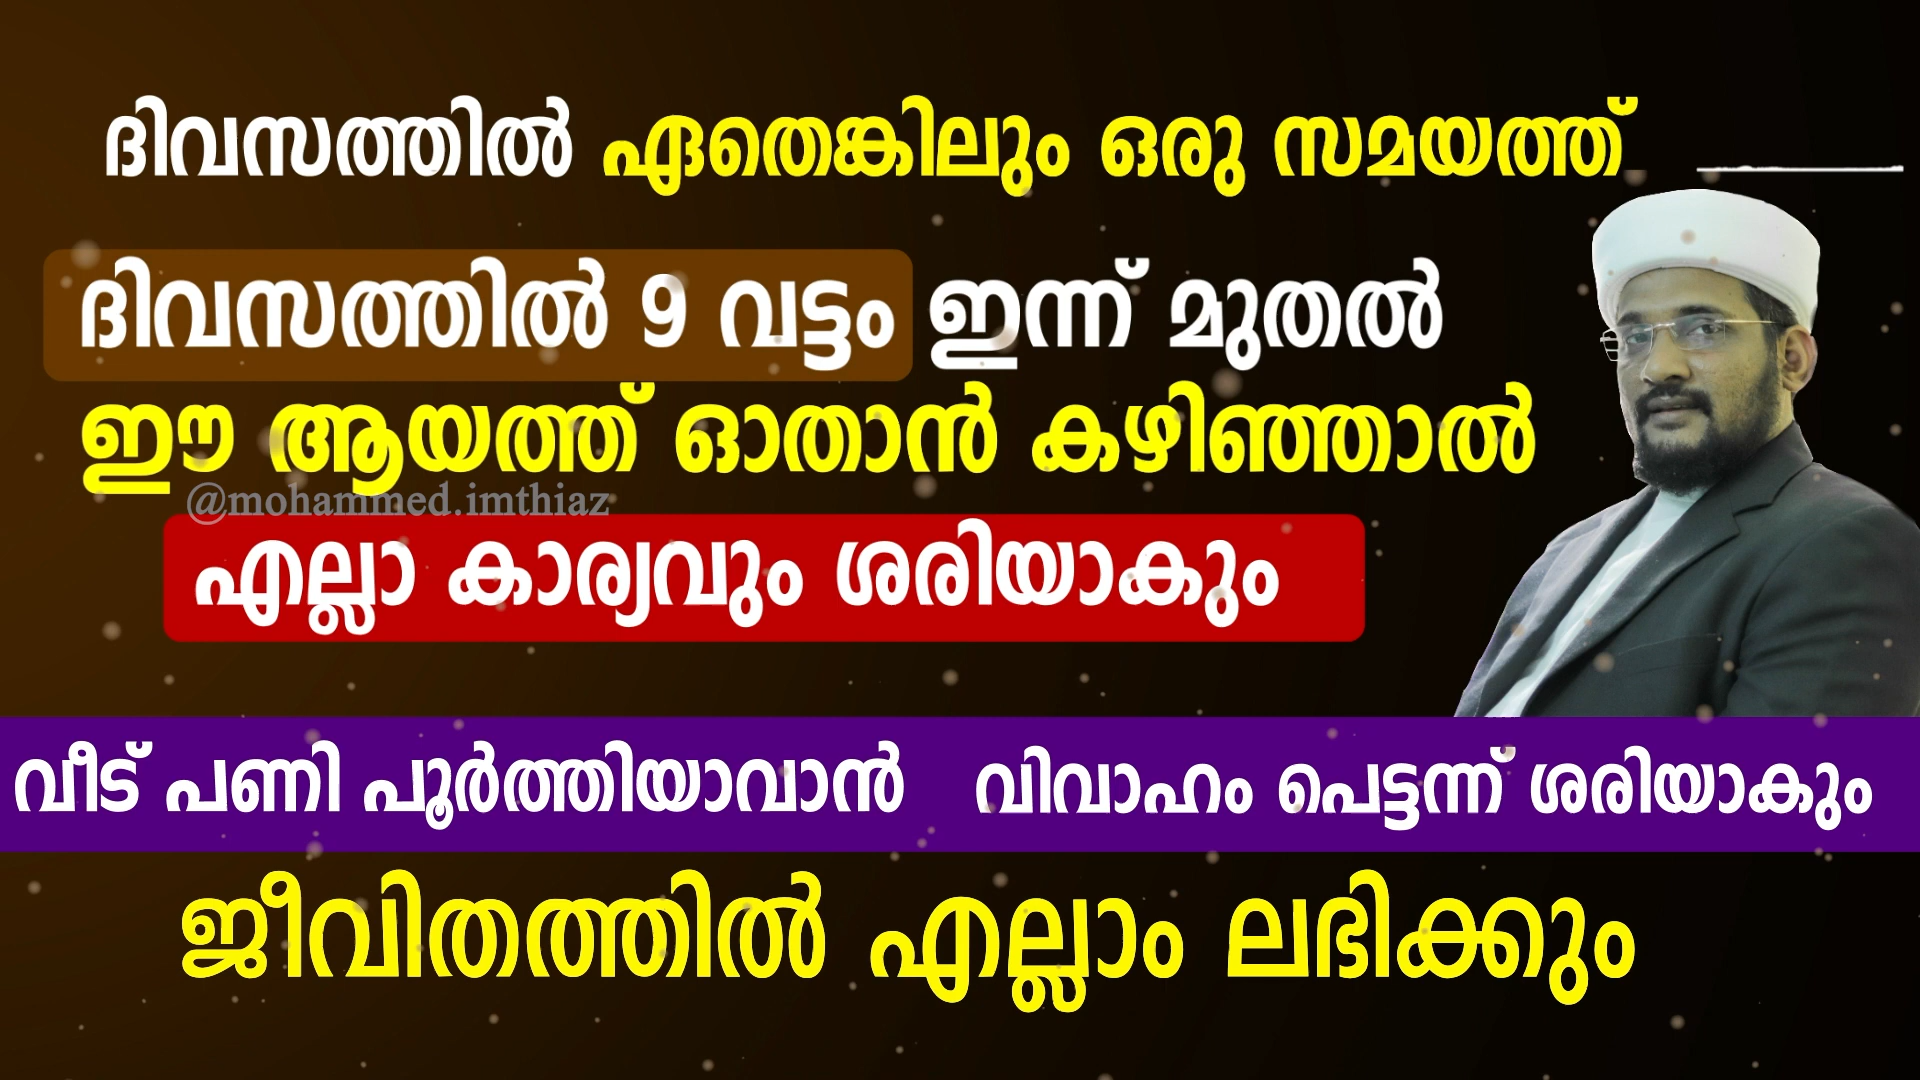 ദിവസത്തിൽ ഏതെങ്കിലും ഒരു സമയത്ത്
ദിവസത്തിൽ 9 വട്ടം ഇന്ന് മുതൽ
ഈ ആയത്ത് ഓതാൻ കഴിഞ്ഞാൽ
@mohammed.imthiaz
എല്ലാ കാര്യവും ശരിയാകും
വീട് പണി പൂർത്തിയാവാൻ വിവാഹം പെട്ടന്ന് ശരിയാകും
ജീവിതത്തിൽ എല്ലാം ലഭിക്കും